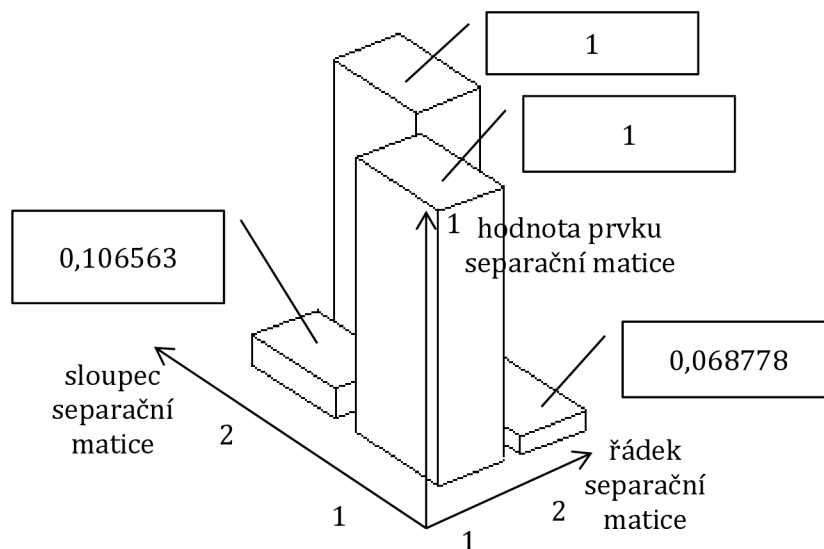 1
1
1
hodnota prvku
separační matice
0,106563
0,068778
sloupec
separační
matice
2
1
řádek
separační
matice
2
1